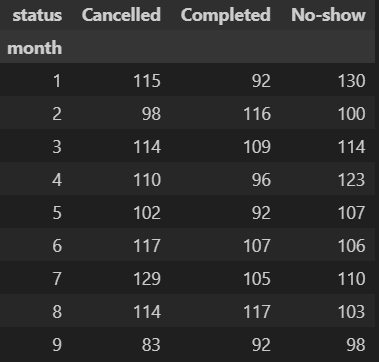 status Cancelled Completed No-show
month
1 115 92 130
2 98 116 100
3 114 109 114
4 110 96 123
5 102 92 107
6 117 107 106
7 129 105 110
8 114 117 103
9 83 92 98